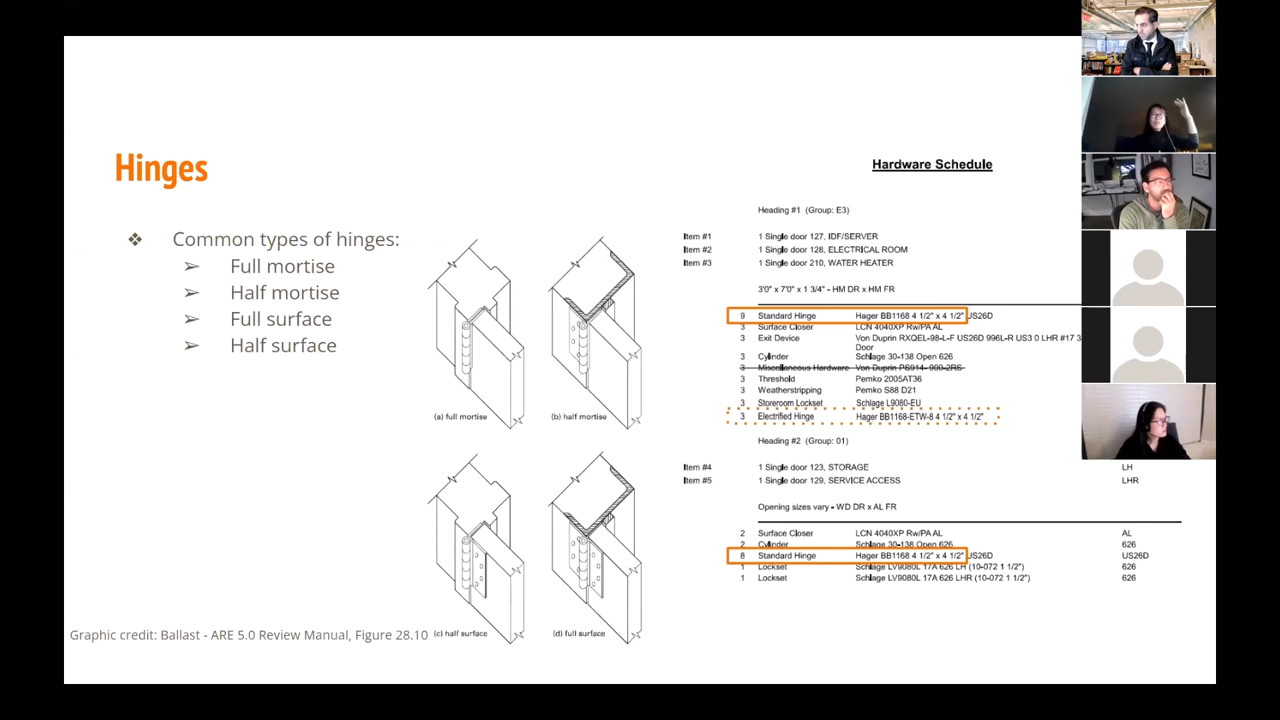 Hinges
❖ Common types of hinges:
➢ Full mortise
➢ Half mortise
➢ Full surface
➢ Half surface
(a) full mortise
(b) half mortise
(c) half surface
(d) full surface
Graphic credit: Ballast - ARE 5.0 Review Manual, Figure 28.10
Hardware Schedule
Heading #1 (Group: E3)
Item #1 1 Single door 127, IDF/SERVER
Item #2 1 Single door 128, ELECTRICAL ROOM
Item #3 1 Single door 210, WATER HEATER
3'0" x 7'0" x 1 3/4" - HM DR x HM FR
9 Standard Hinge Hager BB1168 4 1/2" x 4 1/2" US26D
3 Surface Closer LCN 4040XP Rw/PA AL
3 Exit Device Von Duprin RXQEL-98-L-F US26D 996L-R US3 0 LHR #17 3
Door
3 Cylinder Schlage 30-138 Open 626
3 Miscellaneous Hardware Von Duprin PS914- 900-2RS
3 Threshold Pemko 2005AT36
3 Weatherstripping Pemko S88 D21
3 Storeroom Lockset Schlage L9080-EU
3 Electrified Hinge Hager BB1168-ETW-8 4 1/2" x 4 1/2"
Heading #2 (Group: 01)
Item #4 1 Single door 123, STORAGE LH
Item #5 1 Single door 129, SERVICE ACCESS LHR
Opening sizes vary - WD DR x AL FR
2 Surface Closer LCN 4040XP Rw/PA AL AL
2 Cylinder Schlage 30-138 Open 626 626
8 Standard Hinge Hager BB1168 4 1/2" x 4 1/2" US26D US26D
1 Lockset Schlage LV9080L 17A 626 LH (10-072 1 1/2") 626
1 Lockset Schlage LV9080L 17A 626 LHR (10-072 1 1/2") 626